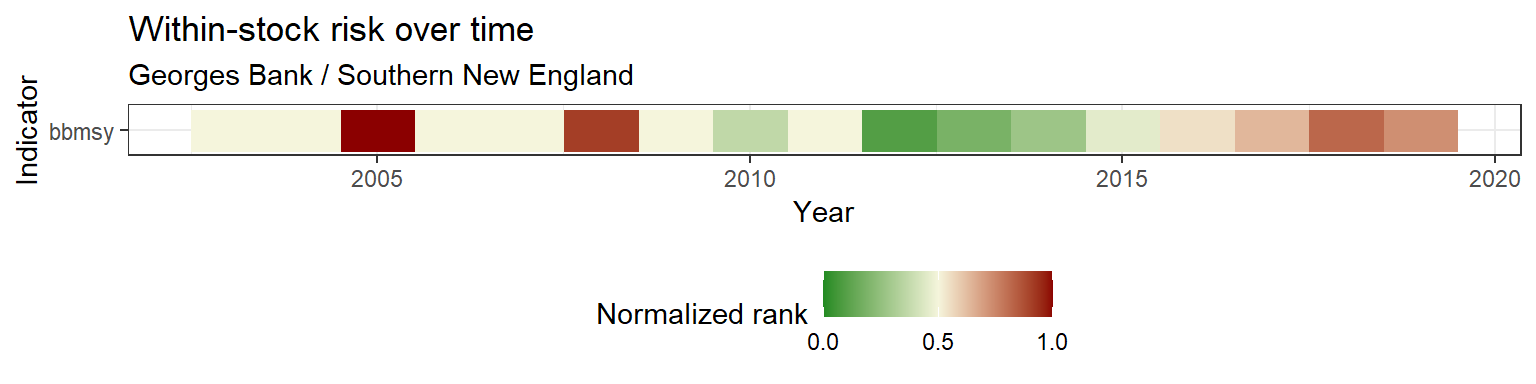 Within-stock risk over time
Georges Bank / Southern New England
Indicator
bbmsy
2005 2010 2015 2020
Year
Normalized rank
0.0 0.5 1.0